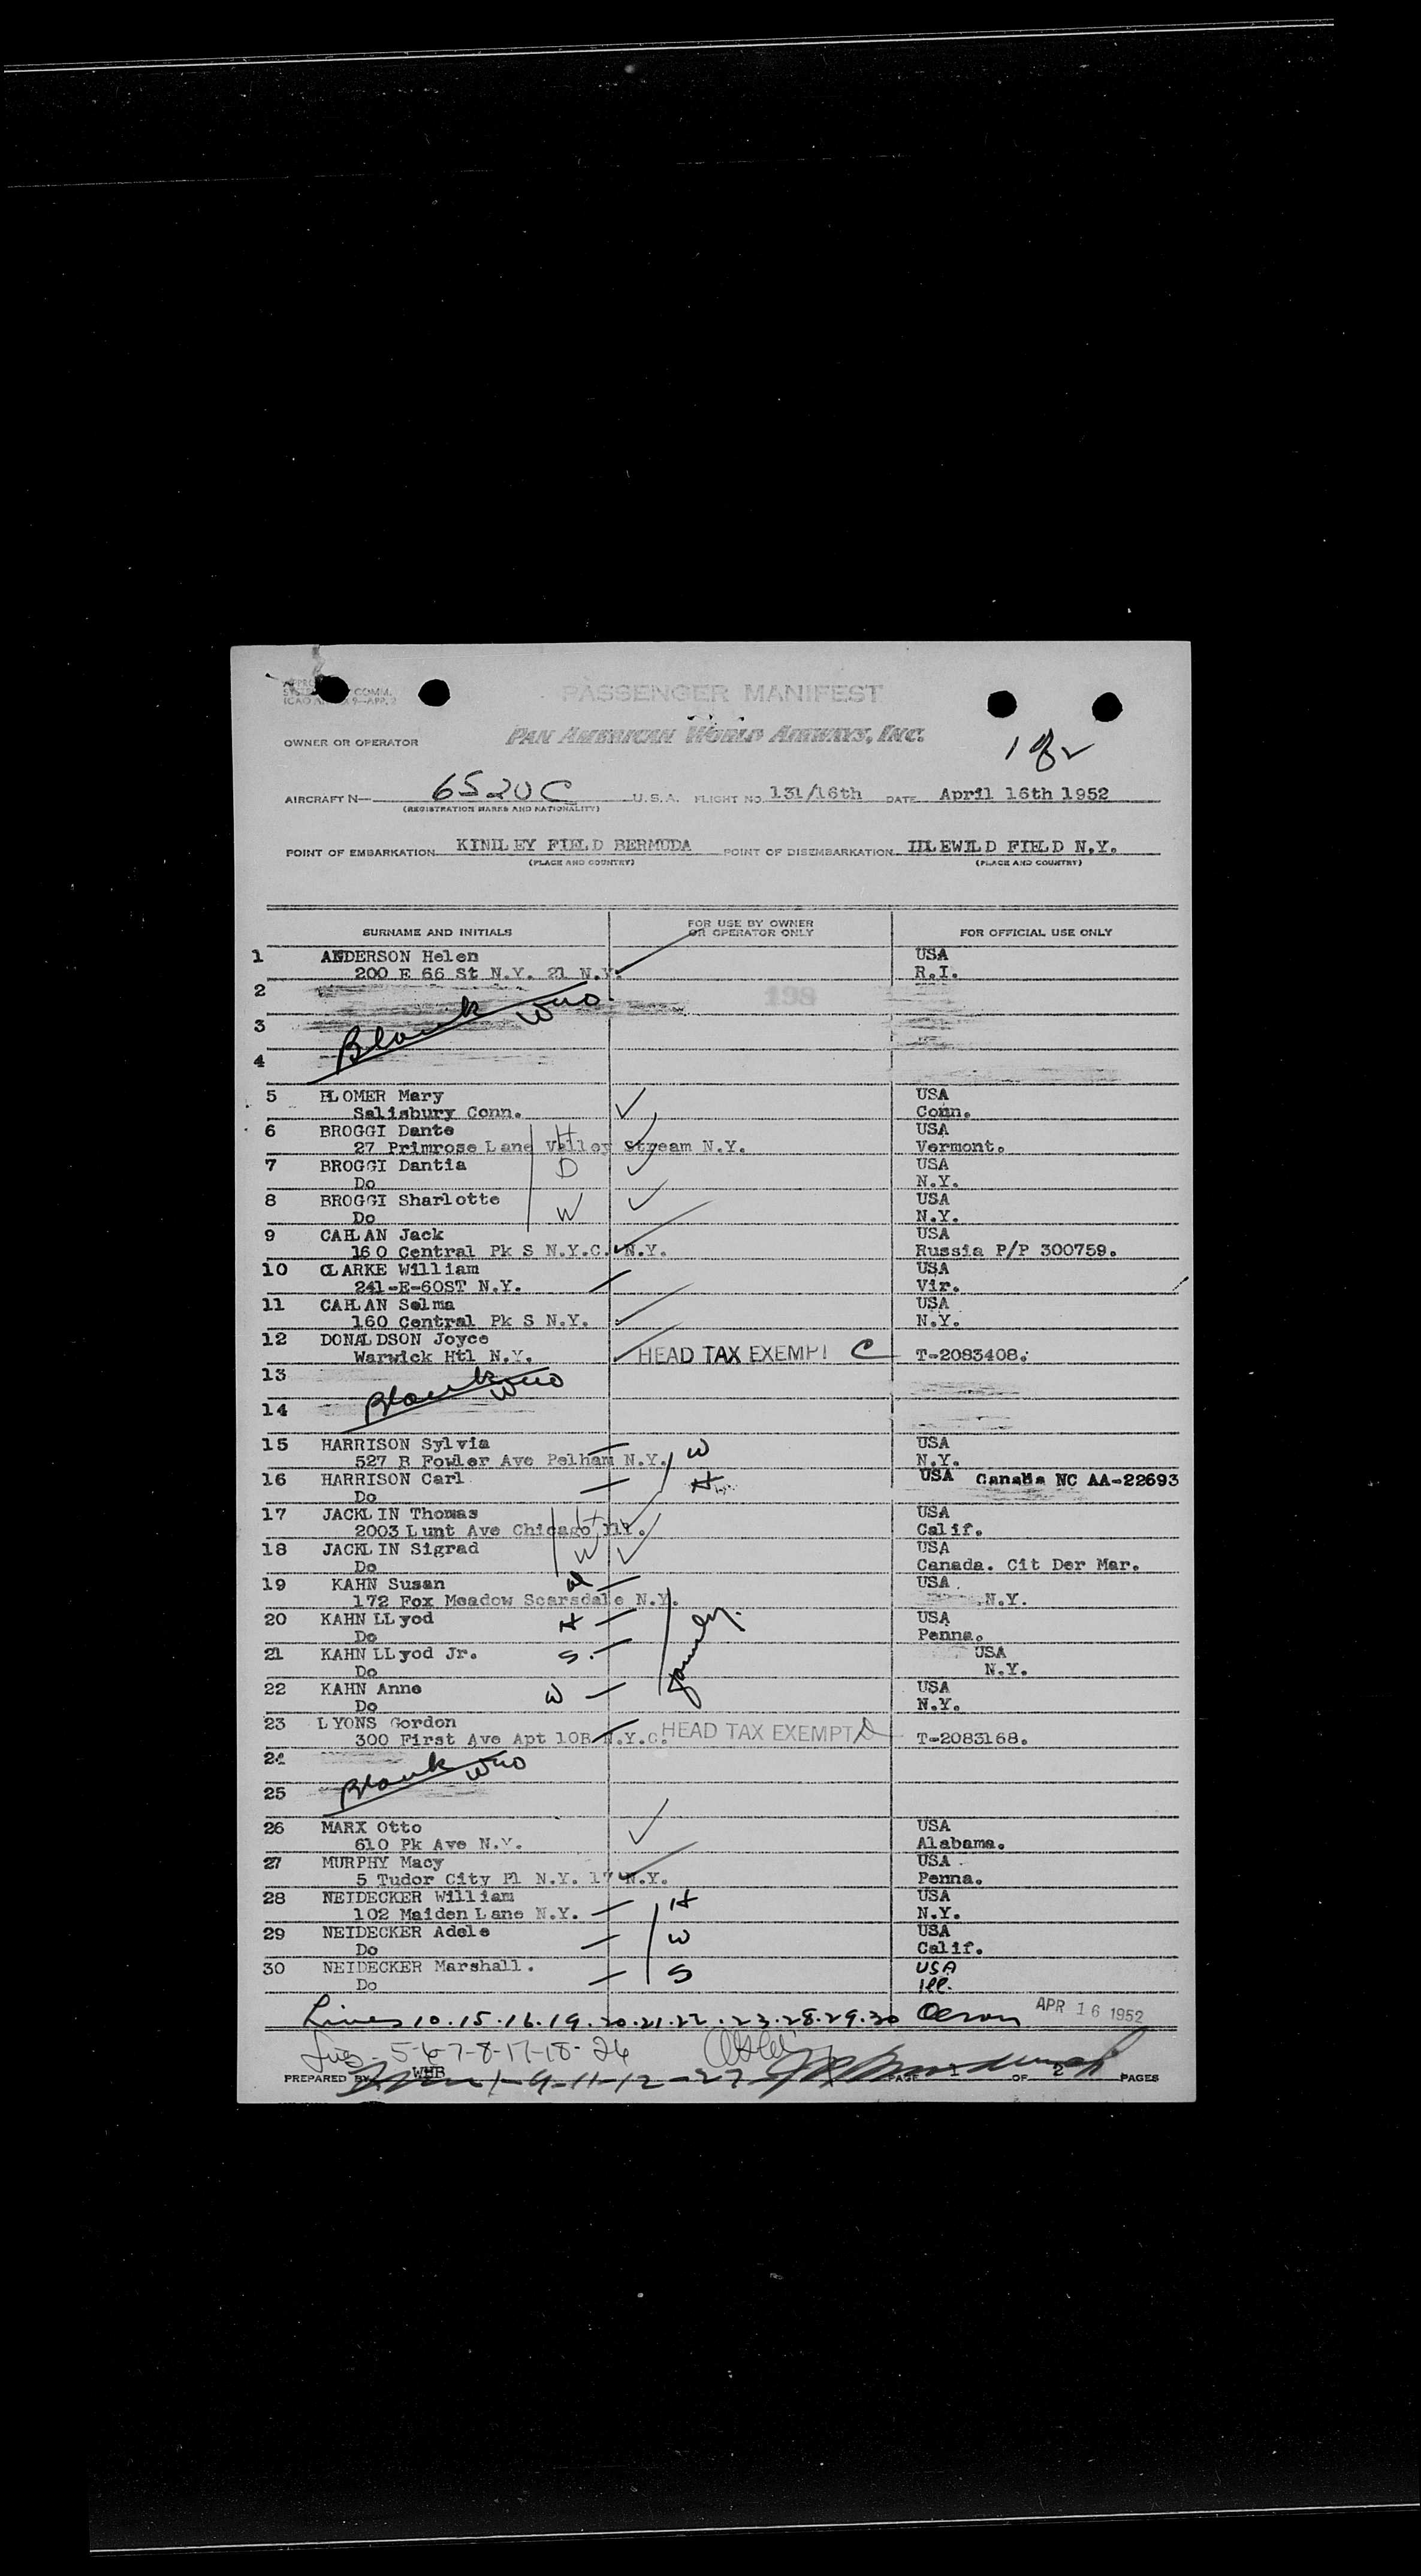 COMM.
PASSENGER MANIFEST
OWNER OR OPERATOR PAN AMERICAN WORLD AIRWAYS, INC.
AIRCRAFT N— 6520C U.S.A. FLIGHT NO. 131/16th DATE April 16th 1952
(REGISTRATION MARKS AND NATIONALITY)
POINT OF EMBARKATION KINDLEY FIELD BERMUDA POINT OF DISEMBARKATION IDLEWILD FIELD N.Y.
(PLACE AND COUNTRY) (PLACE AND COUNTRY)
SURNAME AND INITIALS FOR USE BY OWNER OR OPERATOR ONLY FOR OFFICIAL USE ONLY
1 ANDERSON Helen USA
200 E 66 St N.Y. 21 N.Y. R.I.
2 198
3 Blank
4
5 BLOMER Mary USA
Salisbury Conn. Conn.
6 BROGGI Dante H USA
27 Primrose Lane Valley Stream N.Y. Vermont.
7 BROGGI Dantia D USA
Do N.Y.
8 BROGGI Sharlotte W USA
Do N.Y.
9 CAHLAN Jack USA
160 Central Pk S N.Y.C. N.Y. Russia P/P 300759.
10 CLARKE William USA
241-E-60ST N.Y. Vir.
11 CAHLAN Selma USA
160 Central Pk S N.Y. N.Y.
12 DONALDSON Joyce
Warwick Htl N.Y. HEAD TAX EXEMPT C T-2083408.
13
Blank
14
15 HARRISON Sylvia W USA
527 B Fowler Ave Pelham N.Y. N.Y.
16 HARRISON Carl H USA Canada NC AA-22693
Do
17 JACKLIN Thomas H USA
2003 Lunt Ave Chicago Ill. Calif.
18 JACKLIN Sigrad W USA
Do Canada. Cit Der Mar.
19 KAHN Susan USA
172 Fox Meadow Scarsdale N.Y. N.Y.
20 KAHN LLyod H USA
Do Penna.
21 KAHN LLyod Jr. S. family. USA
Do N.Y.
22 KAHN Anne W USA
Do N.Y.
23 LYONS Gordon
300 First Ave Apt 10B N.Y.C. HEAD TAX EXEMPT T-2083168.
24
Blank
25
26 MARX Otto USA
610 Pk Ave N.Y. Alabama.
27 MURPHY Macy USA
5 Tudor City Pl N.Y. 17 N.Y. Penna.
28 NEIDECKER William H USA
102 Maiden Lane N.Y. N.Y.
29 NEIDECKER Adele W USA
Do Calif.
30 NEIDECKER Marshall. S USA
Do Ill.
Lines 10.15.16.19.20.21.22.23.28.29.30 APR 16 1952
5-6-7-8-17-18-26
PREPARED BY WHB 1-9-11-12-27 PAGE 1 OF 2 PAGES